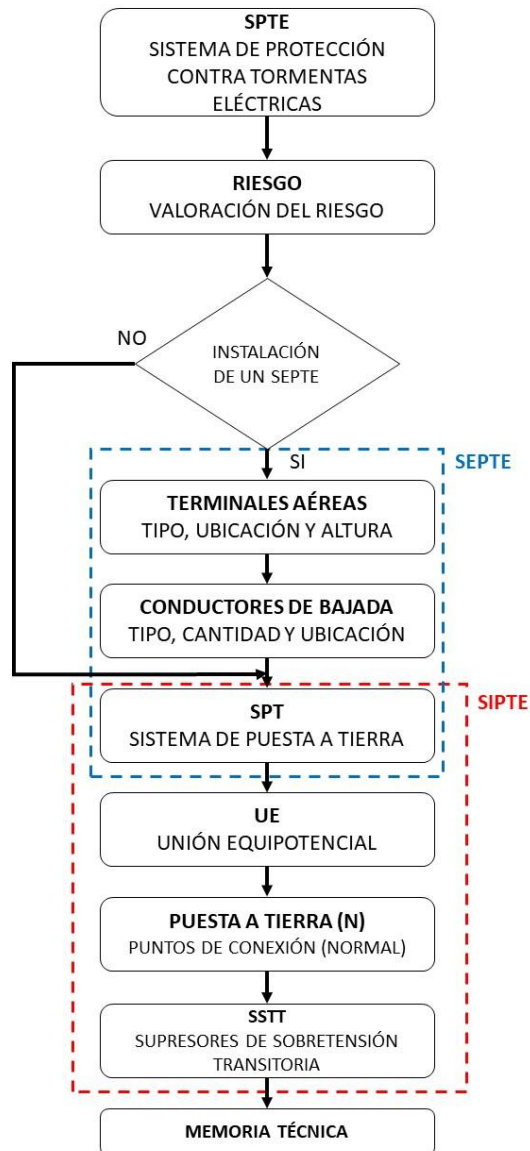 SPTE
SISTEMA DE PROTECCIÓN
CONTRA TORMENTAS
ELÉCTRICAS
RIESGO
VALORACIÓN DEL RIESGO
NO
INSTALACIÓN
DE UN SEPTE
SI
SEPTE
TERMINALES AÉREAS
TIPO, UBICACIÓN Y ALTURA
CONDUCTORES DE BAJADA
TIPO, CANTIDAD Y UBICACIÓN
SIPTE
SPT
SISTEMA DE PUESTA A TIERRA
UE
UNIÓN EQUIPOTENCIAL
PUESTA A TIERRA (N)
PUNTOS DE CONEXIÓN (NORMAL)
SSTT
SUPRESORES DE SOBRETENSIÓN
TRANSITORIA
MEMORIA TÉCNICA